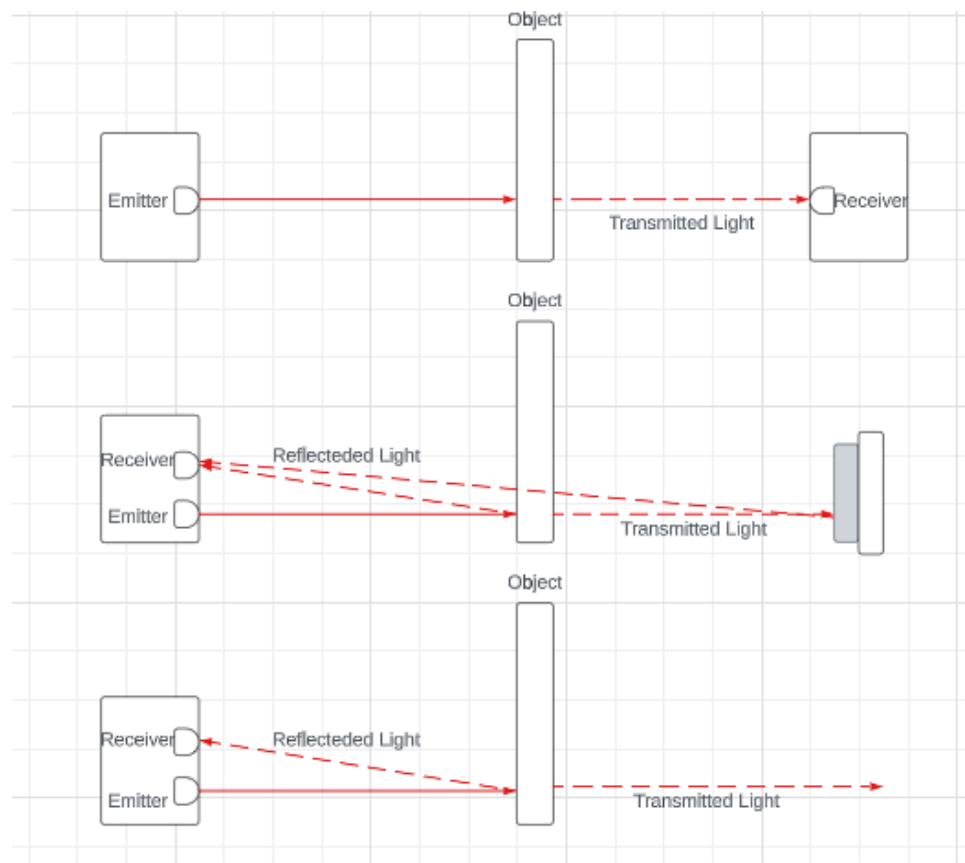 Object
Emitter
Receiver
Transmitted Light
Object
Receiver
Reflecteded Light
Emitter
Transmitted Light
Object
Receiver
Reflecteded Light
Emitter
Transmitted Light